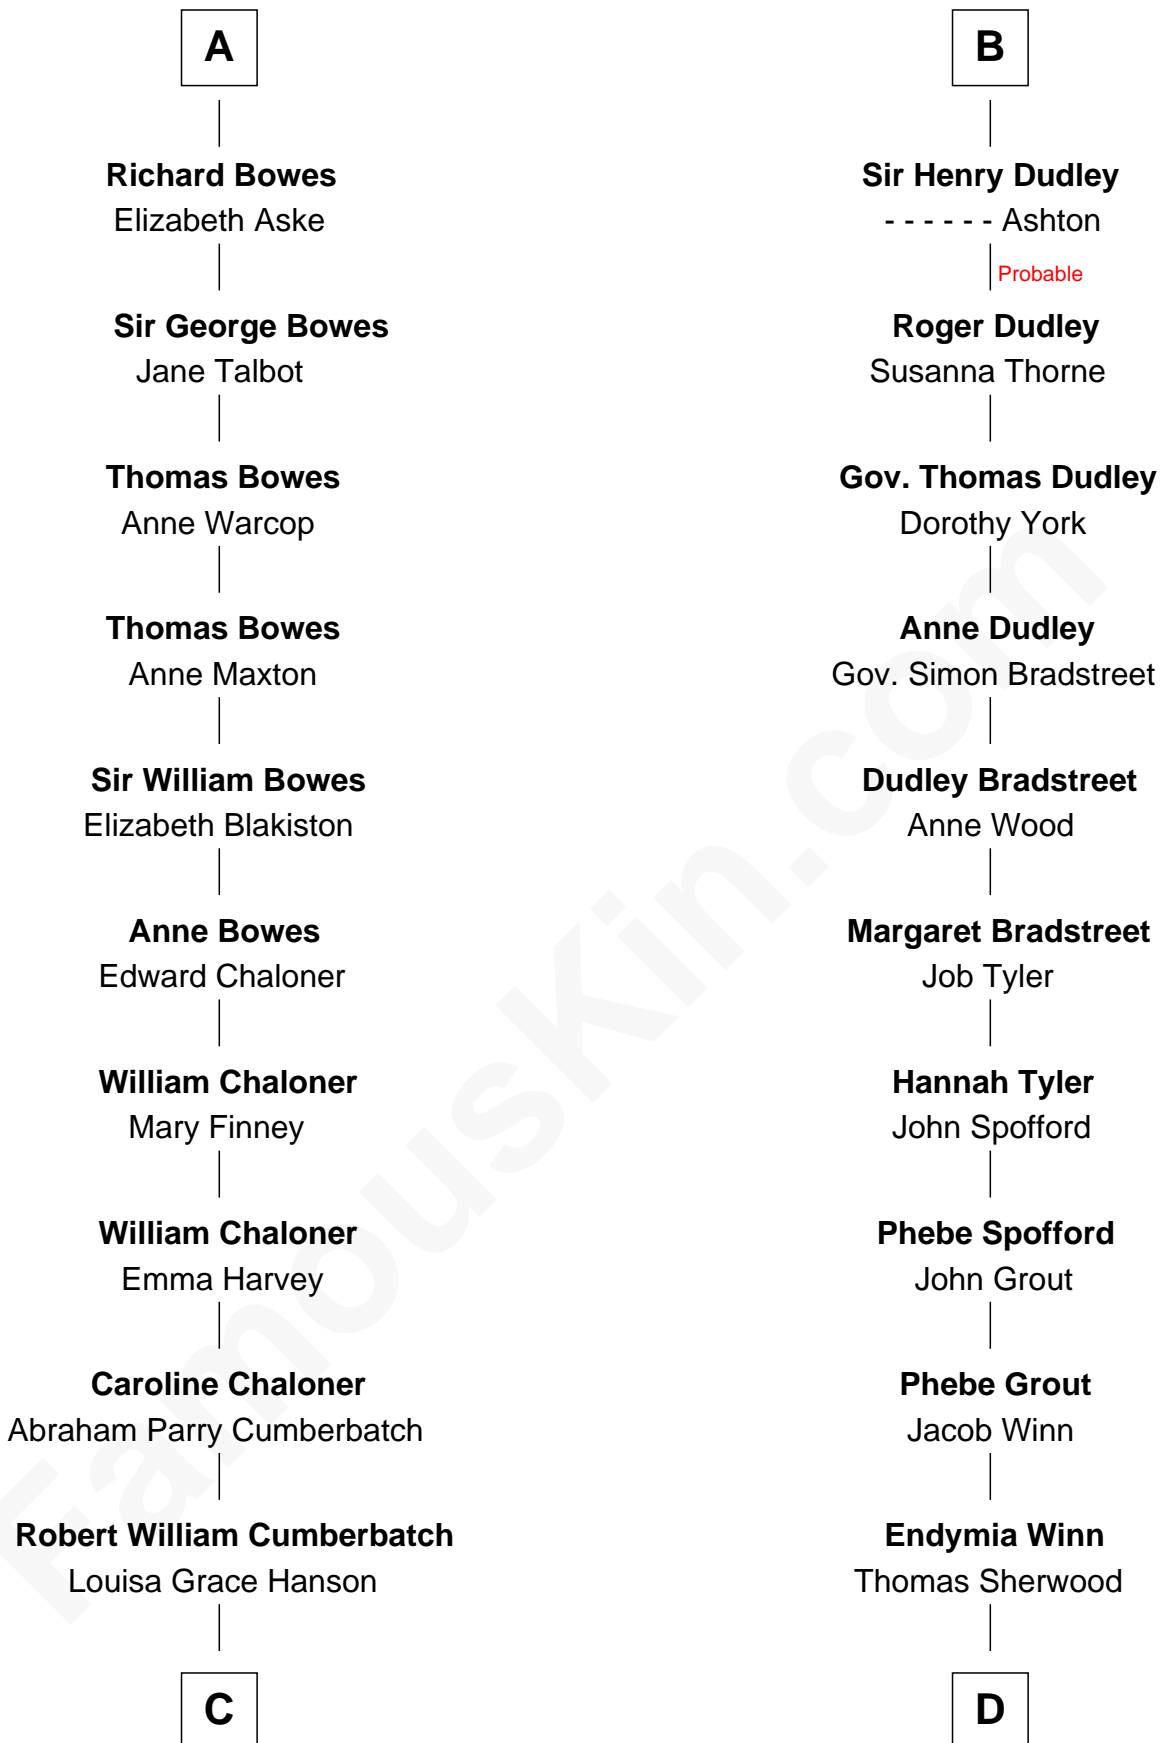 A
Richard Bowes
Elizabeth Aske
Sir George Bowes
Jane Talbot
Thomas Bowes
Anne Warcop
Thomas Bowes
Anne Maxton
Sir William Bowes
Elizabeth Blakiston
Anne Bowes
Edward Chaloner
William Chaloner
Mary Finney
William Chaloner
Emma Harvey
Caroline Chaloner
Abraham Parry Cumberbatch
Robert William Cumberbatch
Louisa Grace Hanson
C
B
Sir Henry Dudley
- - - - - - Ashton
Probable
Roger Dudley
Susanna Thorne
Gov. Thomas Dudley
Dorothy York
Anne Dudley
Gov. Simon Bradstreet
Dudley Bradstreet
Anne Wood
Margaret Bradstreet
Job Tyler
Hannah Tyler
John Spofford
Phebe Spofford
John Grout
Phebe Grout
Jacob Winn
Endymia Winn
Thomas Sherwood
D
FamousKin.com